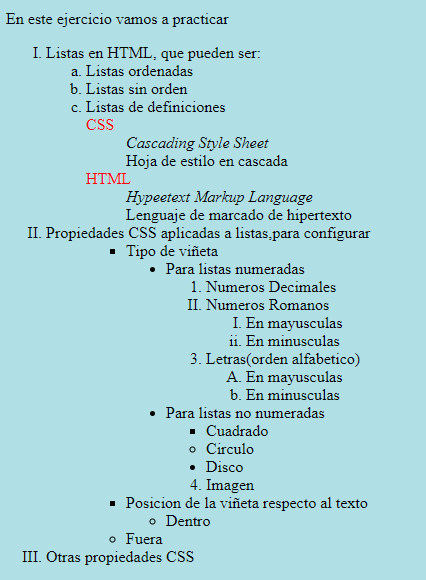 En este ejercicio vamos a practicar
I. Listas en HTML, que pueden ser:
a. Listas ordenadas
b. Listas sin orden
c. Listas de definiciones
CSS
Cascading Style Sheet
Hoja de estilo en cascada
HTML
Hypeetext Markup Language
Lenguaje de marcado de hipertexto
II. Propiedades CSS aplicadas a listas,para configurar
▪ Tipo de viñeta
• Para listas numeradas
1. Numeros Decimales
II. Numeros Romanos
I. En mayusculas
ii. En minusculas
3. Letras(orden alfabetico)
A. En mayusculas
b. En minusculas
• Para listas no numeradas
▪ Cuadrado
◦ Circulo
• Disco
4. Imagen
▪ Posicion de la viñeta respecto al texto
◦ Dentro
◦ Fuera
III. Otras propiedades CSS